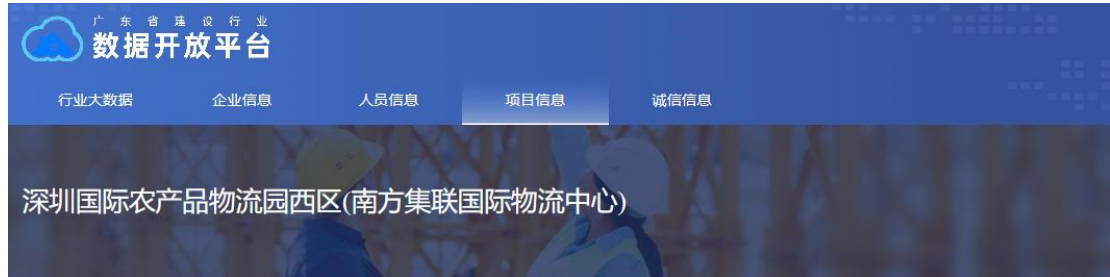 广东省建设行业
数据开放平台
行业大数据 企业信息 人员信息 项目信息 诚信信息
深圳国际农产品物流园西区(南方集联国际物流中心)